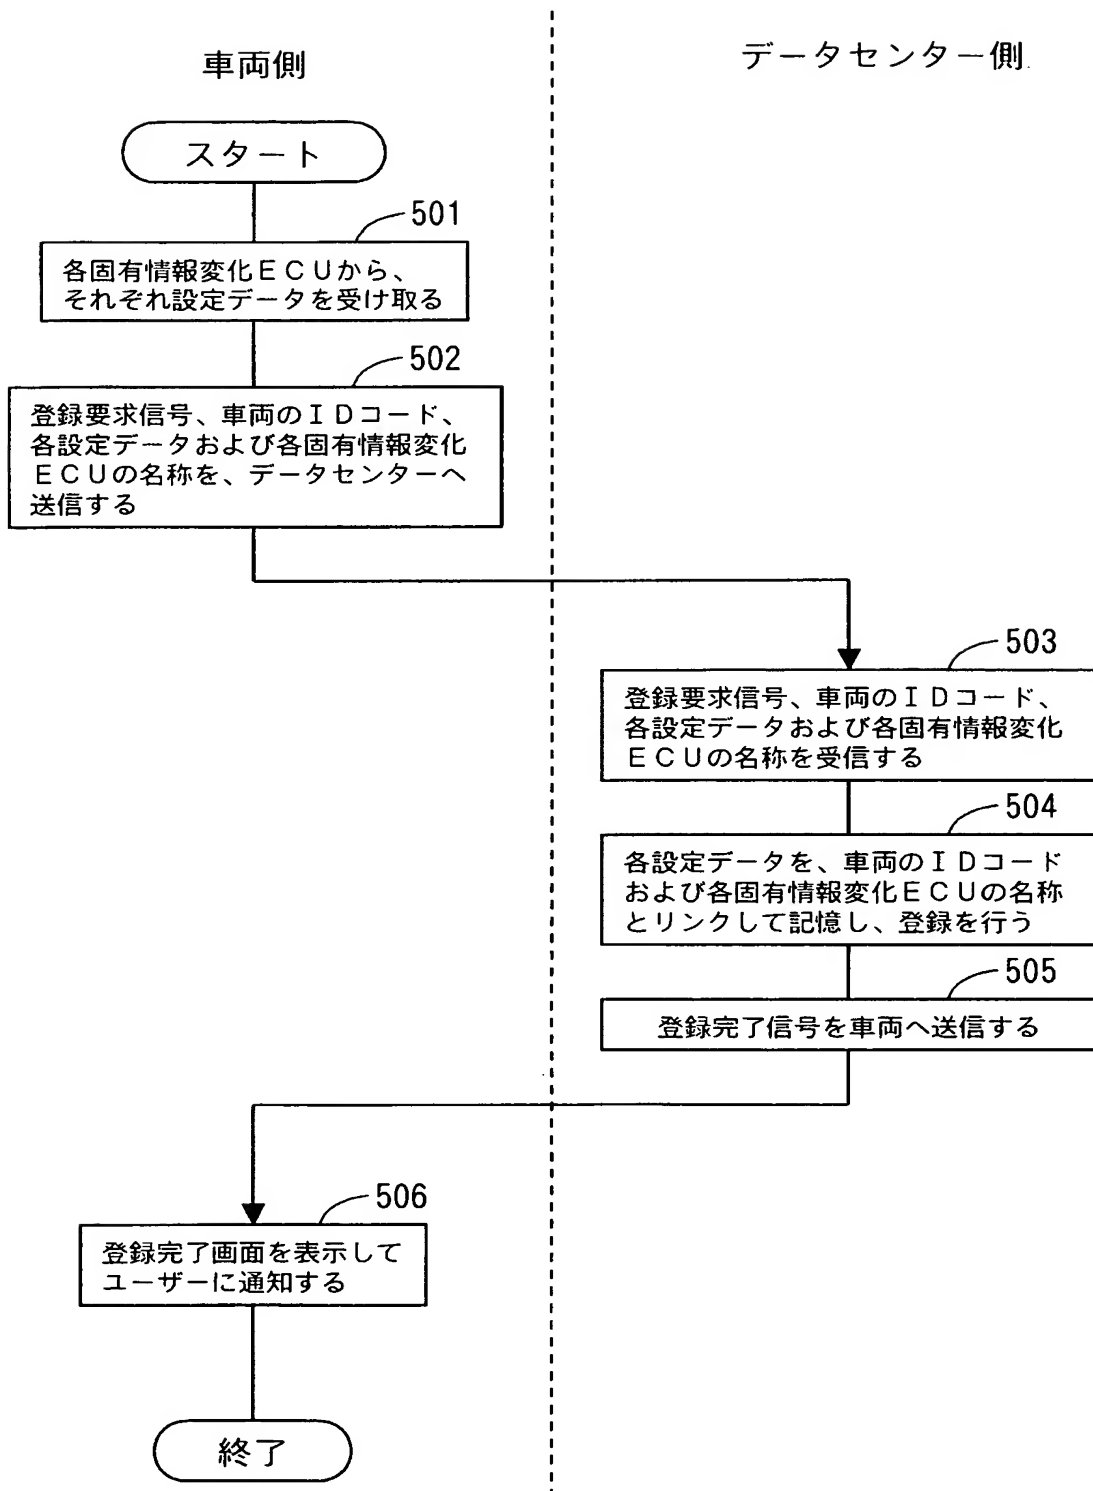 車両側
データセンター側
スタート
501
各固有情報変化ＥＣＵから、
それぞれ設定データを受け取る
502
登録要求信号、車両のＩＤコード、
各設定データおよび各固有情報変化
ＥＣＵの名称を、データセンターへ
送信する
503
登録要求信号、車両のＩＤコード、
各設定データおよび各固有情報変化
ＥＣＵの名称を受信する
504
各設定データを、車両のＩＤコード
および各固有情報変化ＥＣＵの名称
とリンクして記憶し、登録を行う
505
登録完了信号を車両へ送信する
506
登録完了画面を表示して
ユーザーに通知する
終了